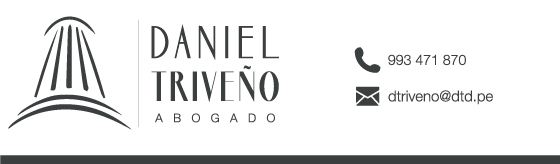 DANIEL
TRIVEÑO
ABOGADO
993 471 870
dtriveno@dtd.pe